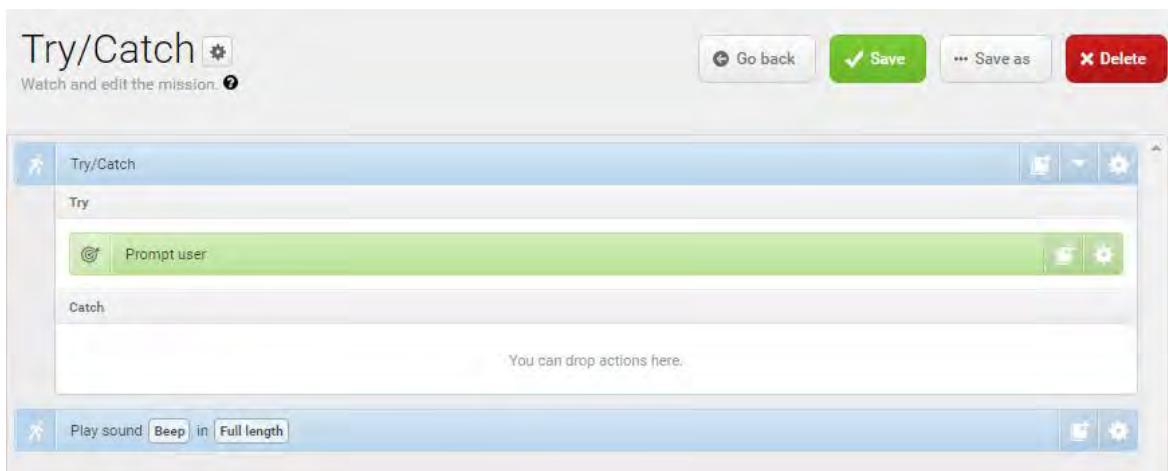 Try/Catch
Watch and edit the mission.
Go back
Save
Save as
Delete
Try/Catch
Try
Prompt user
Catch
You can drop actions here.
Play sound Beep in Full length